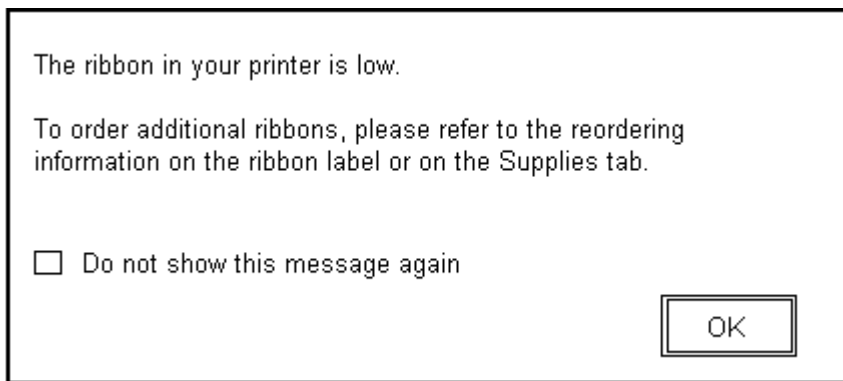 The ribbon in your printer is low.
To order additional ribbons, please refer to the reordering
information on the ribbon label or on the Supplies tab.
Do not show this message again
OK